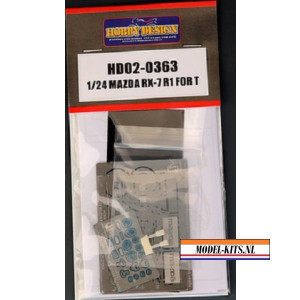 HOBBY DESIGN
HD02-0363
1/24 MAZDA RX-7 R1 FOR T
MODEL-KITS.NL